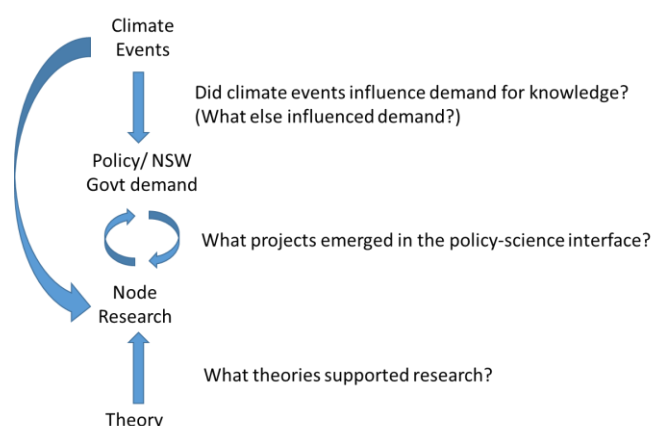 Climate
Events
Did climate events influence demand for knowledge?
(What else influenced demand?)
Policy/ NSW
Govt demand
What projects emerged in the policy-science interface?
Node
Research
What theories supported research?
Theory